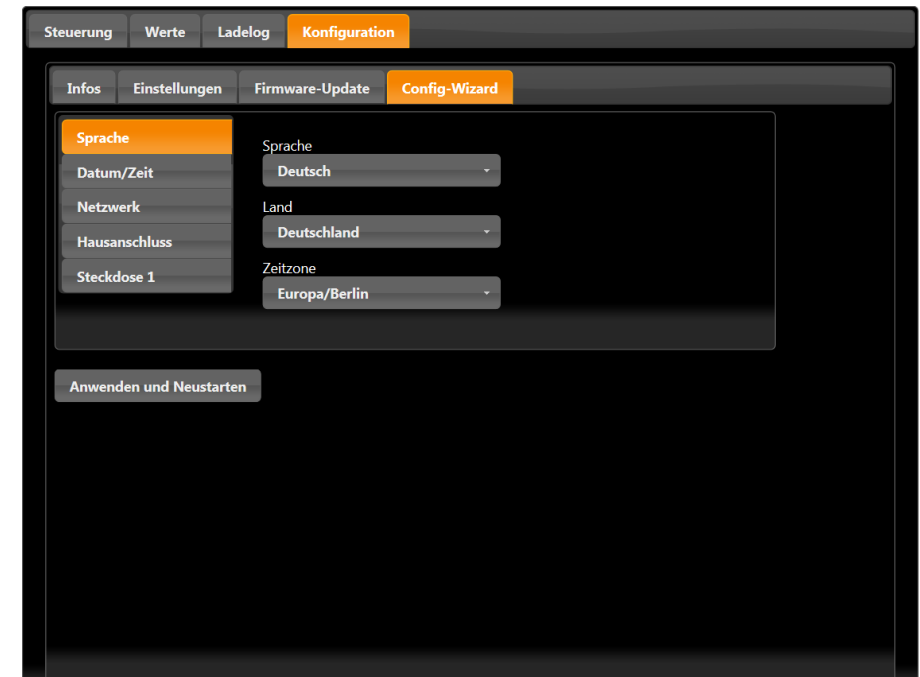 Steuerung Werte Ladelog Konfiguration
Infos Einstellungen Firmware-Update Config-Wizard
Sprache
Datum/Zeit
Netzwerk
Hausanschluss
Steckdose 1
Sprache
Deutsch
Land
Deutschland
Zeitzone
Europa/Berlin
Anwenden und Neustarten